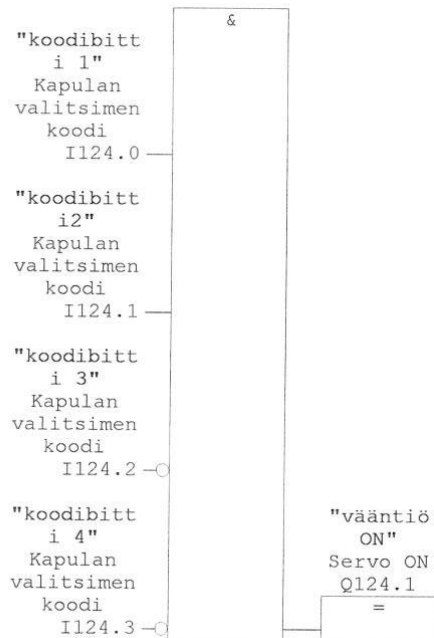 &
"koodibitt
i 1"
Kapulan
valitsimen
koodi
I124.0
"koodibitt
i2"
Kapulan
valitsimen
koodi
I124.1
"koodibitt
i 3"
Kapulan
valitsimen
koodi
I124.2
"koodibitt
i 4"
Kapulan
valitsimen
koodi
I124.3
"vääntiö
ON"
Servo ON
Q124.1
=